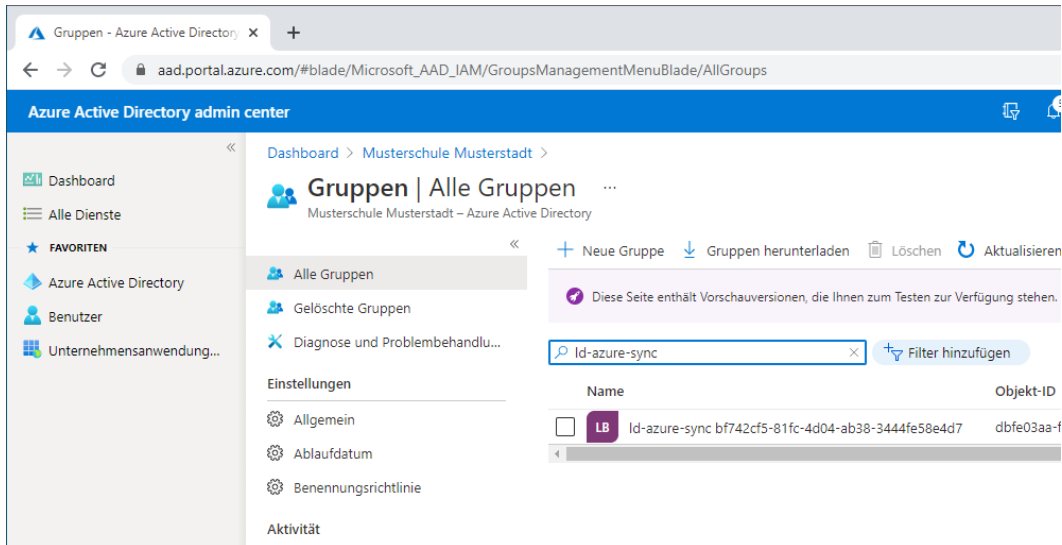 Gruppen - Azure Active Directory
aad.portal.azure.com/#blade/Microsoft_AAD_IAM/GroupsManagementMenuBlade/AllGroups
Azure Active Directory admin center
Dashboard > Musterschule Musterstadt >
Gruppen | Alle Gruppen ...
Musterschule Musterstadt – Azure Active Directory
Dashboard
Alle Dienste
FAVORITEN
Azure Active Directory
Benutzer
Unternehmensanwendung...
Alle Gruppen
Gelöschte Gruppen
Diagnose und Problembehandlu...
Einstellungen
Allgemein
Ablaufdatum
Benennungsrichtlinie
Aktivität
Neue Gruppe Gruppen herunterladen Löschen Aktualisieren
Diese Seite enthält Vorschauversionen, die Ihnen zum Testen zur Verfügung stehen.
ld-azure-sync Filter hinzufügen
Name Objekt-ID
LB ld-azure-sync bf742cf5-81fc-4d04-ab38-3444fe58e4d7 dbfe03aa-f